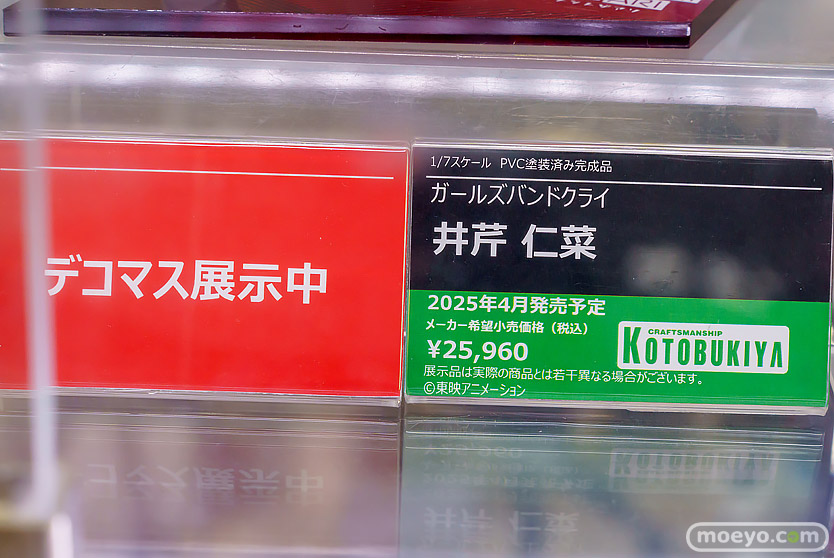 デコマス展示中
1/7スケール PVC塗装済み完成品
ガールズバンドクライ
井芹 仁菜
2025年4月発売予定
メーカー希望小売価格（税込）
¥25,960
CRAFTSMANSHIP
KOTOBUKIYA
展示品は実際の商品とは若干異なる場合がございます。
©東映アニメーション
moeyo.com